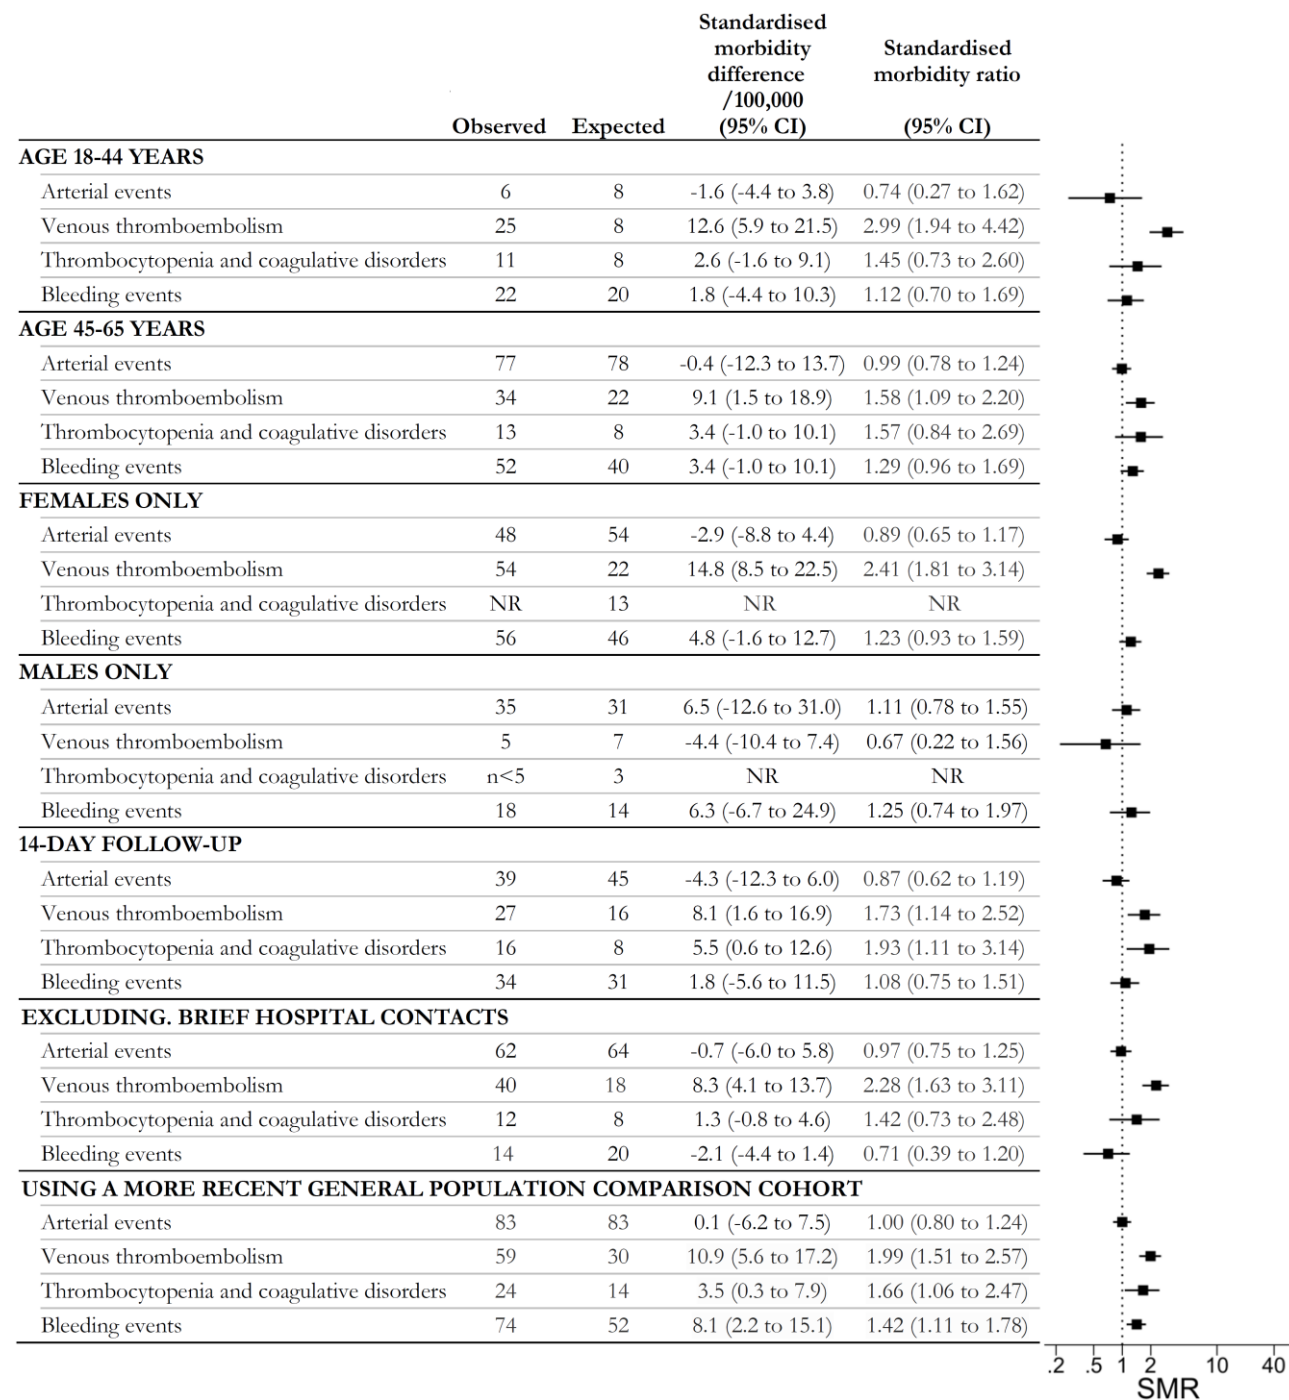 Standardised
morbidity
difference
/100,000
(95% CI)
Standardised
morbidity ratio
(95% CI)
Observed Expected
AGE 18-44 YEARS
Arterial events 6 8 -1.6 (-4.4 to 3.8) 0.74 (0.27 to 1.62)
Venous thromboembolism 25 8 12.6 (5.9 to 21.5) 2.99 (1.94 to 4.42)
Thrombocytopenia and coagulative disorders 11 8 2.6 (-1.6 to 9.1) 1.45 (0.73 to 2.60)
Bleeding events 22 20 1.8 (-4.4 to 10.3) 1.12 (0.70 to 1.69)
AGE 45-65 YEARS
Arterial events 77 78 -0.4 (-12.3 to 13.7) 0.99 (0.78 to 1.24)
Venous thromboembolism 34 22 9.1 (1.5 to 18.9) 1.58 (1.09 to 2.20)
Thrombocytopenia and coagulative disorders 13 8 3.4 (-1.0 to 10.1) 1.57 (0.84 to 2.69)
Bleeding events 52 40 3.4 (-1.0 to 10.1) 1.29 (0.96 to 1.69)
FEMALES ONLY
Arterial events 48 54 -2.9 (-8.8 to 4.4) 0.89 (0.65 to 1.17)
Venous thromboembolism 54 22 14.8 (8.5 to 22.5) 2.41 (1.81 to 3.14)
Thrombocytopenia and coagulative disorders NR 13 NR NR
Bleeding events 56 46 4.8 (-1.6 to 12.7) 1.23 (0.93 to 1.59)
MALES ONLY
Arterial events 35 31 6.5 (-12.6 to 31.0) 1.11 (0.78 to 1.55)
Venous thromboembolism 5 7 -4.4 (-10.4 to 7.4) 0.67 (0.22 to 1.56)
Thrombocytopenia and coagulative disorders n<5 3 NR NR
Bleeding events 18 14 6.3 (-6.7 to 24.9) 1.25 (0.74 to 1.97)
14-DAY FOLLOW-UP
Arterial events 39 45 -4.3 (-12.3 to 6.0) 0.87 (0.62 to 1.19)
Venous thromboembolism 27 16 8.1 (1.6 to 16.9) 1.73 (1.14 to 2.52)
Thrombocytopenia and coagulative disorders 16 8 5.5 (0.6 to 12.6) 1.93 (1.11 to 3.14)
Bleeding events 34 31 1.8 (-5.6 to 11.5) 1.08 (0.75 to 1.51)
EXCLUDING. BRIEF HOSPITAL CONTACTS
Arterial events 62 64 -0.7 (-6.0 to 5.8) 0.97 (0.75 to 1.25)
Venous thromboembolism 40 18 8.3 (4.1 to 13.7) 2.28 (1.63 to 3.11)
Thrombocytopenia and coagulative disorders 12 8 1.3 (-0.8 to 4.6) 1.42 (0.73 to 2.48)
Bleeding events 14 20 -2.1 (-4.4 to 1.4) 0.71 (0.39 to 1.20)
USING A MORE RECENT GENERAL POPULATION COMPARISON COHORT
Arterial events 83 83 0.1 (-6.2 to 7.5) 1.00 (0.80 to 1.24)
Venous thromboembolism 59 30 10.9 (5.6 to 17.2) 1.99 (1.51 to 2.57)
Thrombocytopenia and coagulative disorders 24 14 3.5 (0.3 to 7.9) 1.66 (1.06 to 2.47)
Bleeding events 74 52 8.1 (2.2 to 15.1) 1.42 (1.11 to 1.78)
.2 .5 1 2 10 40
SMR